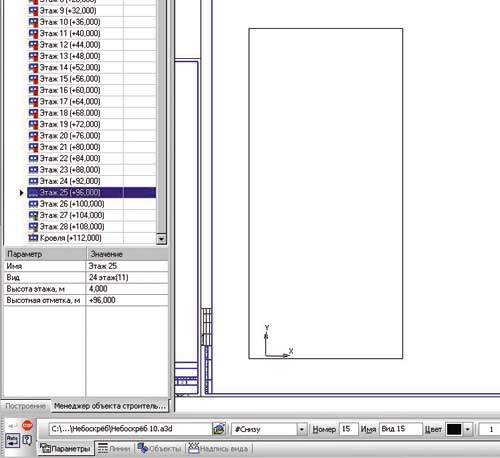 Этаж 9 (+32,000)
Этаж 10 (+36,000)
Этаж 11 (+40,000)
Этаж 12 (+44,000)
Этаж 13 (+48,000)
Этаж 14 (+52,000)
Этаж 15 (+56,000)
Этаж 16 (+60,000)
Этаж 17 (+64,000)
Этаж 18 (+68,000)
Этаж 19 (+72,000)
Этаж 20 (+76,000)
Этаж 21 (+80,000)
Этаж 22 (+84,000)
Этаж 23 (+88,000)
Этаж 24 (+92,000)
Этаж 25 (+96,000)
Этаж 26 (+100,000)
Этаж 27 (+104,000)
Этаж 28 (+108,000)
Кровля (+112,000)
Параметр Значение
Имя Этаж 25
Вид 24 этаж(11)
Высота этажа, м 4,000
Высотная отметка, м +96,000
Y
X
Построение Менеджер объекта строитель...
STOP
Auto
C:\...\Небоскрёб\Небоскрёб 10.a3d #Снизу Номер 15 Имя Вид 15 Цвет 1
Параметры Линии Объекты Надпись вида